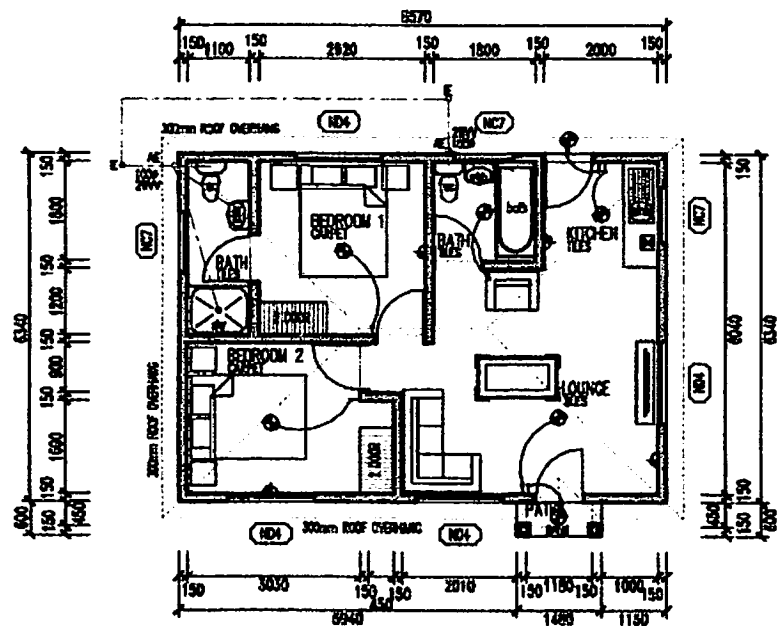 8570
150 1100 150 2920 150 1800 150 2000 150
ND4
NC7
300mm ROOF OVERHANG
BEDROOM 1
CARPET
BATH
TILES
BATH
TILES
bath
KITCHEN
TILES
NC7
NC7
2 DOOR
BEDROOM 2
CARPET
LOUNGE
TILES
ND4
2 DOOR
300mm ROOF OVERHANG
PATIO
ND4
300mm ROOF OVERHANG
ND4
6340
150 1800 150 1200 150 800 150 1600 150
600
150 450
150
6040
6340
150
450 150
600
150 3030 150 450 150 2010 150 1180 150 1000 150
5940 1480 1150